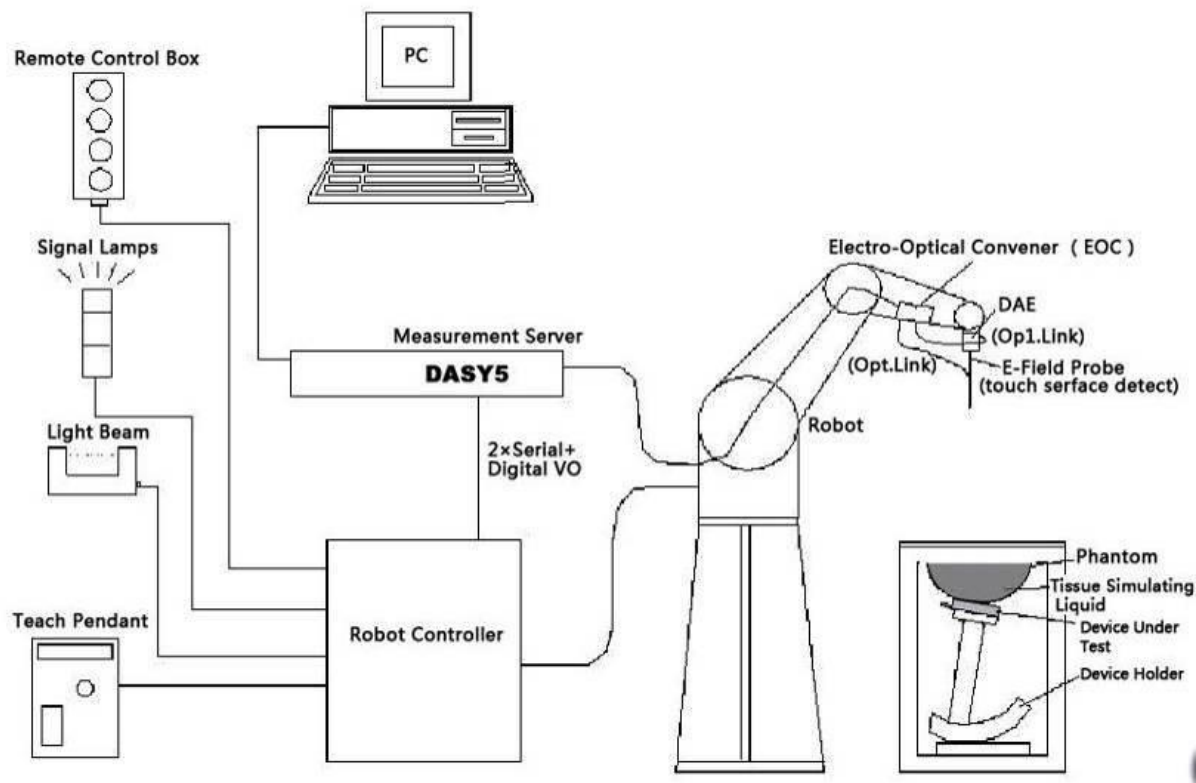 Remote Control Box
PC
Signal Lamps
Electro-Optical Convener ( EOC )
DAE
Measurement Server
(Op1.Link)
DASY5
(Opt.Link)
E-Field Probe
(touch serface detect)
Light Beam
Robot
2×Serial+
Digital VO
Phantom
Tissue Simulating
Liquid
Teach Pendant
Robot Controller
Device Under
Test
Device Holder